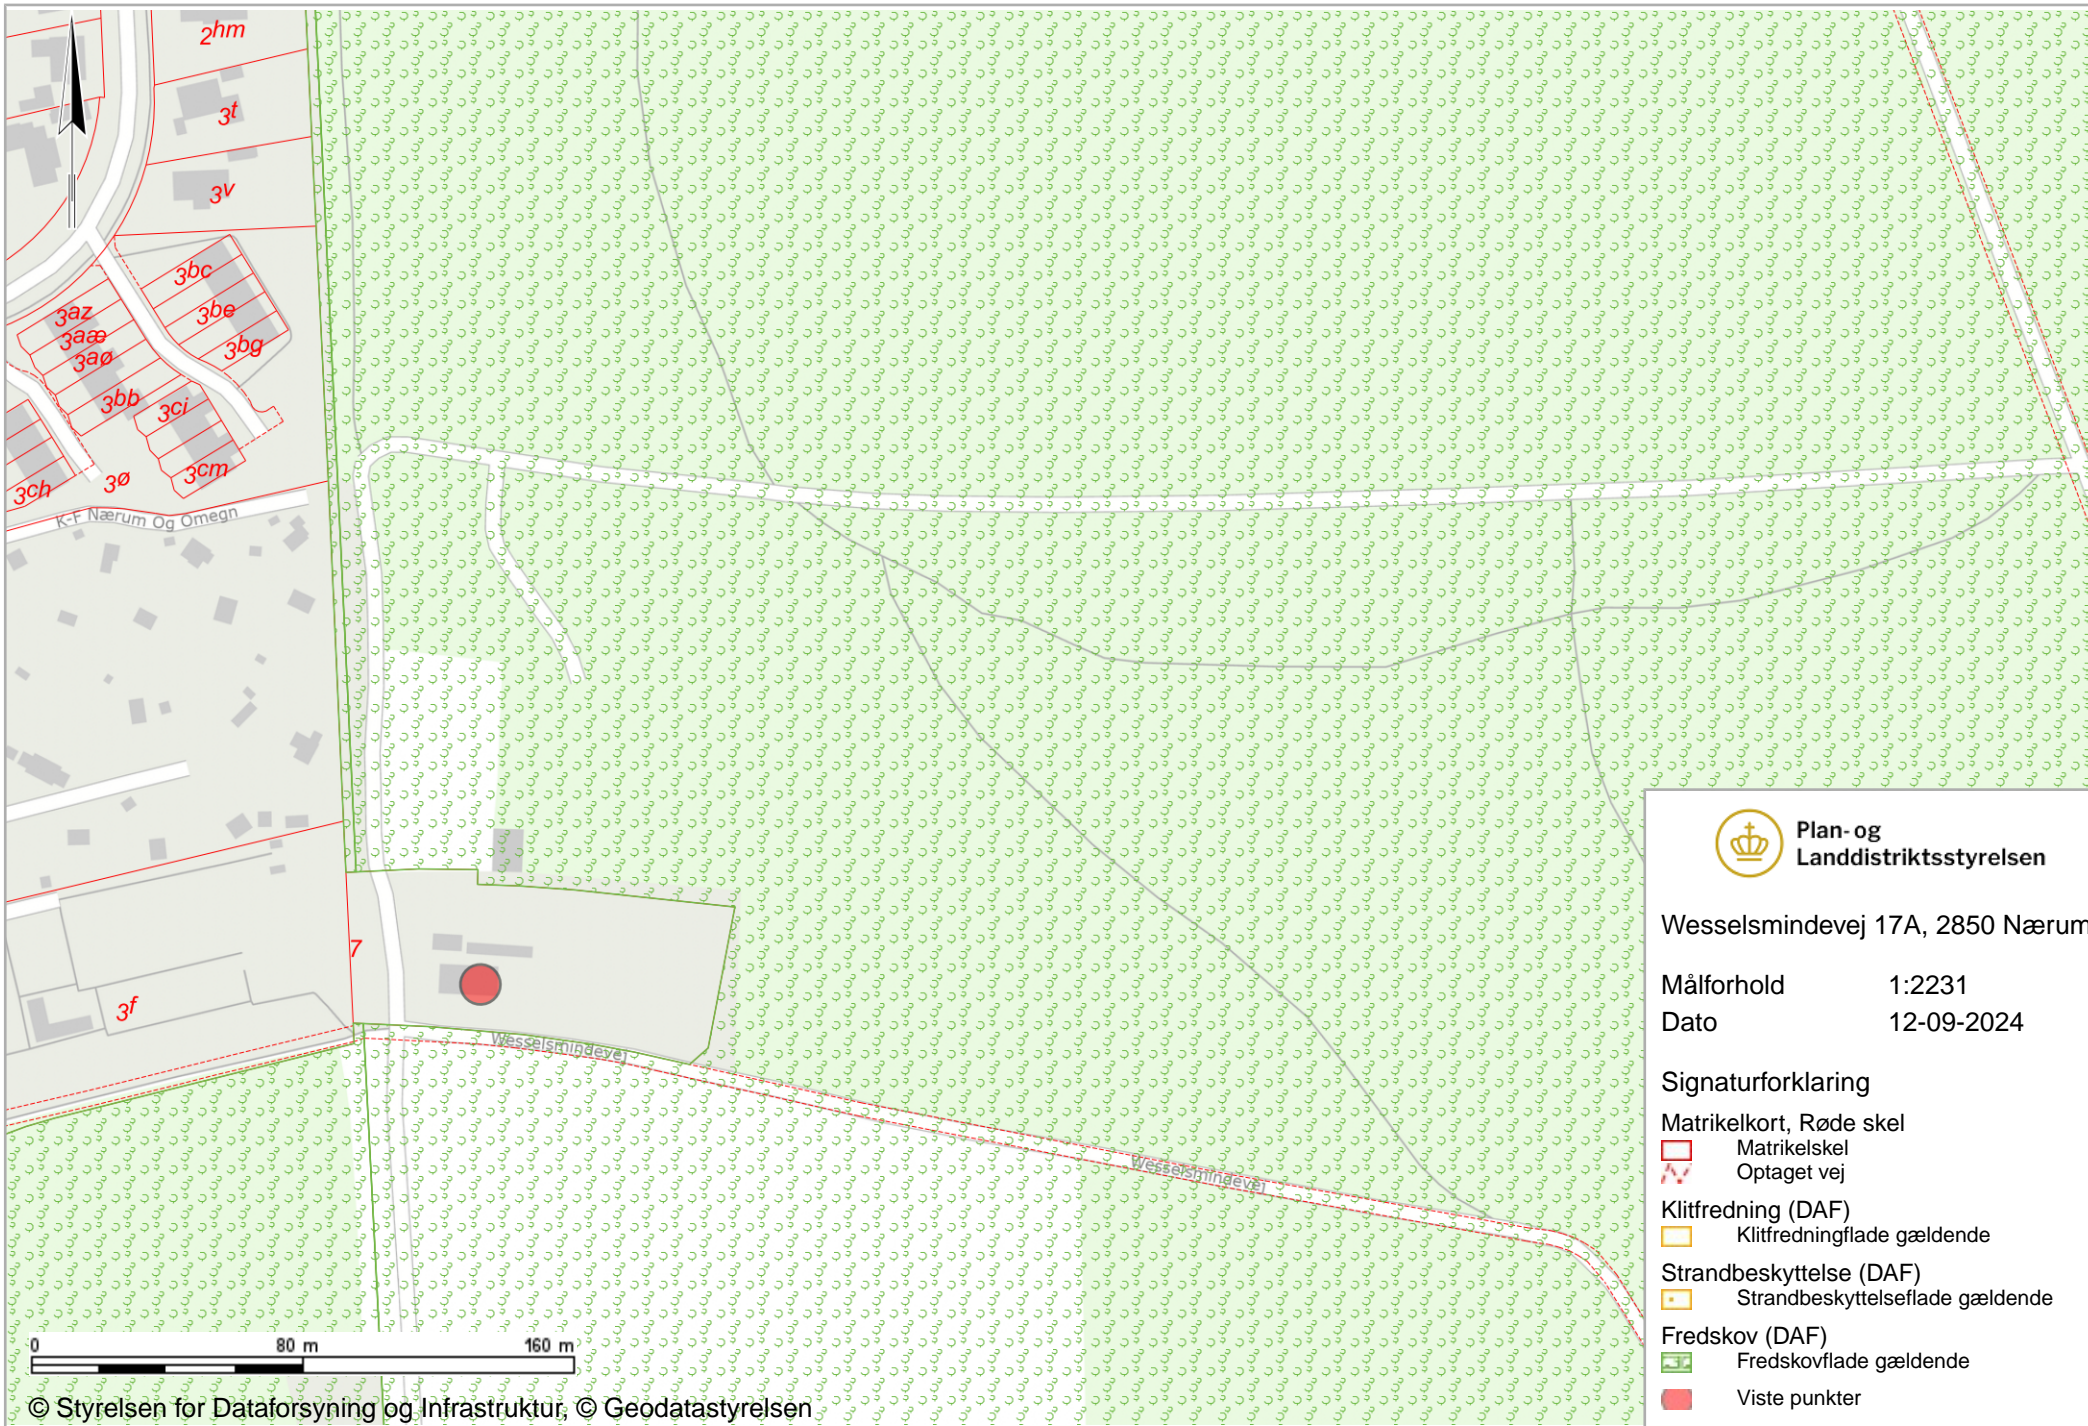 2hm
3t
3v
3bc
3be
3bg
3az
3aæ
3aø
3bb
3ci
3cm
3ch
3ø
K-F Nærum Og Omegn
7
3f
Wesselsmindevej
Wesselsmindevej
Plan- og
Landdistriktsstyrelsen
Wesselsmindevej 17A, 2850 Nærum
Målforhold 1:2231
Dato 12-09-2024
Signaturforklaring
Matrikelkort, Røde skel
Matrikelskel
Optaget vej
Klitfredning (DAF)
Klitfredningflade gældende
Strandbeskyttelse (DAF)
Strandbeskyttelseflade gældende
Fredskov (DAF)
Fredskovflade gældende
Viste punkter
0 80 m 160 m
© Styrelsen for Dataforsyning og Infrastruktur, © Geodatastyrelsen